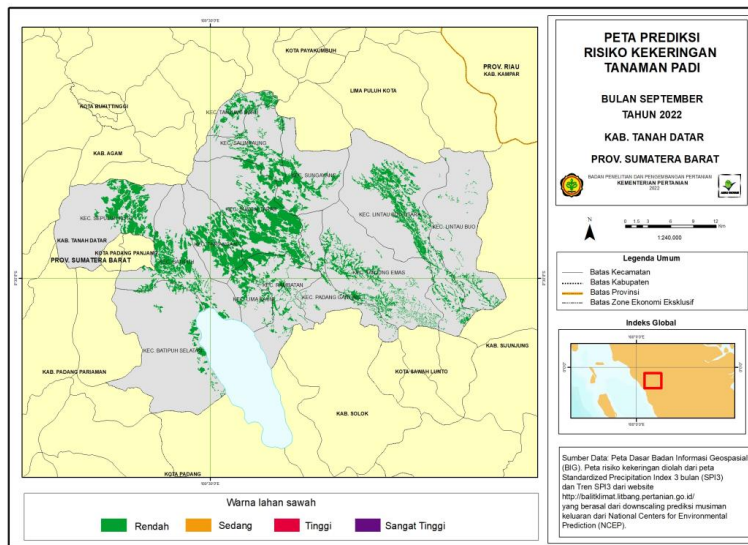 PETA PREDIKSI
RISIKO KEKERINGAN
TANAMAN PADI
BULAN SEPTEMBER
TAHUN 2022
KAB. TANAH DATAR
PROV. SUMATERA BARAT
BADAN PENELITIAN DAN PENGEMBANGAN PERTANIAN
KEMENTERIAN PERTANIAN
2022
N
12
Km
1:240.000
Legenda Umum
Batas Kecamatan
Batas Kabupaten
Batas Provinsi
Batas Zone Ekonomi Eksklusif
Indeks Global
Sumber Data: Peta Dasar Badan Informasi Geospasial
(BIG). Peta risiko kekeringan diolah dari peta
Standardized Precipitation Index 3 bulan (SPI3)
dan Tren SPI3 dari website
http://balitklimat.litbang.pertanian.go.id/
yang berasal dari downscaling prediksi musiman
keluaran dari National Centers for Environmental
Prediction (NCEP).
KOTA PAYAKUMBUH
PROV. RIAU
KAB. KAMPAR
LIMA PULUH KOTA
KOTA BUKITTINGGI
KAB. AGAM
KEC. SALIMPAUNG
KEC. SUNGAYANG
KEC. LINTAU BUO
KAB. TANAH DATAR
KOTA PADANG PANJANG
PROV. SUMATERA BARAT
KEC. BATIPUH SELATAN
KAB. PADANG PARIAMAN
KAB. SIJUNJUNG
KOTA SAWAH LUNTO
KAB. SOLOK
KOTA PADANG
Warna lahan sawah
Rendah
Sedang
Tinggi
Sangat Tinggi